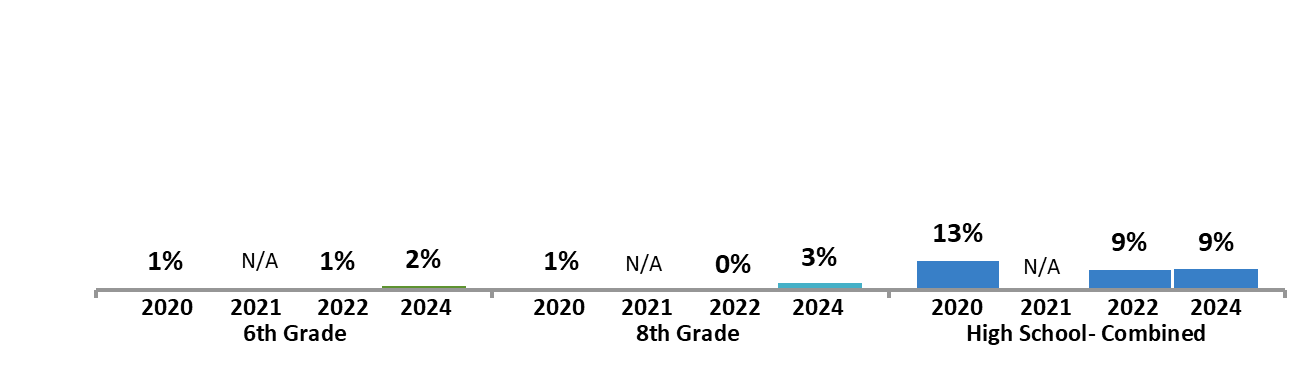 13%
9% 9%
1% N/A 1% 2% 1% N/A 0% 3% N/A
2020 2021 2022 2024 2020 2021 2022 2024 2020 2021 2022 2024
6th Grade 8th Grade High School- Combined